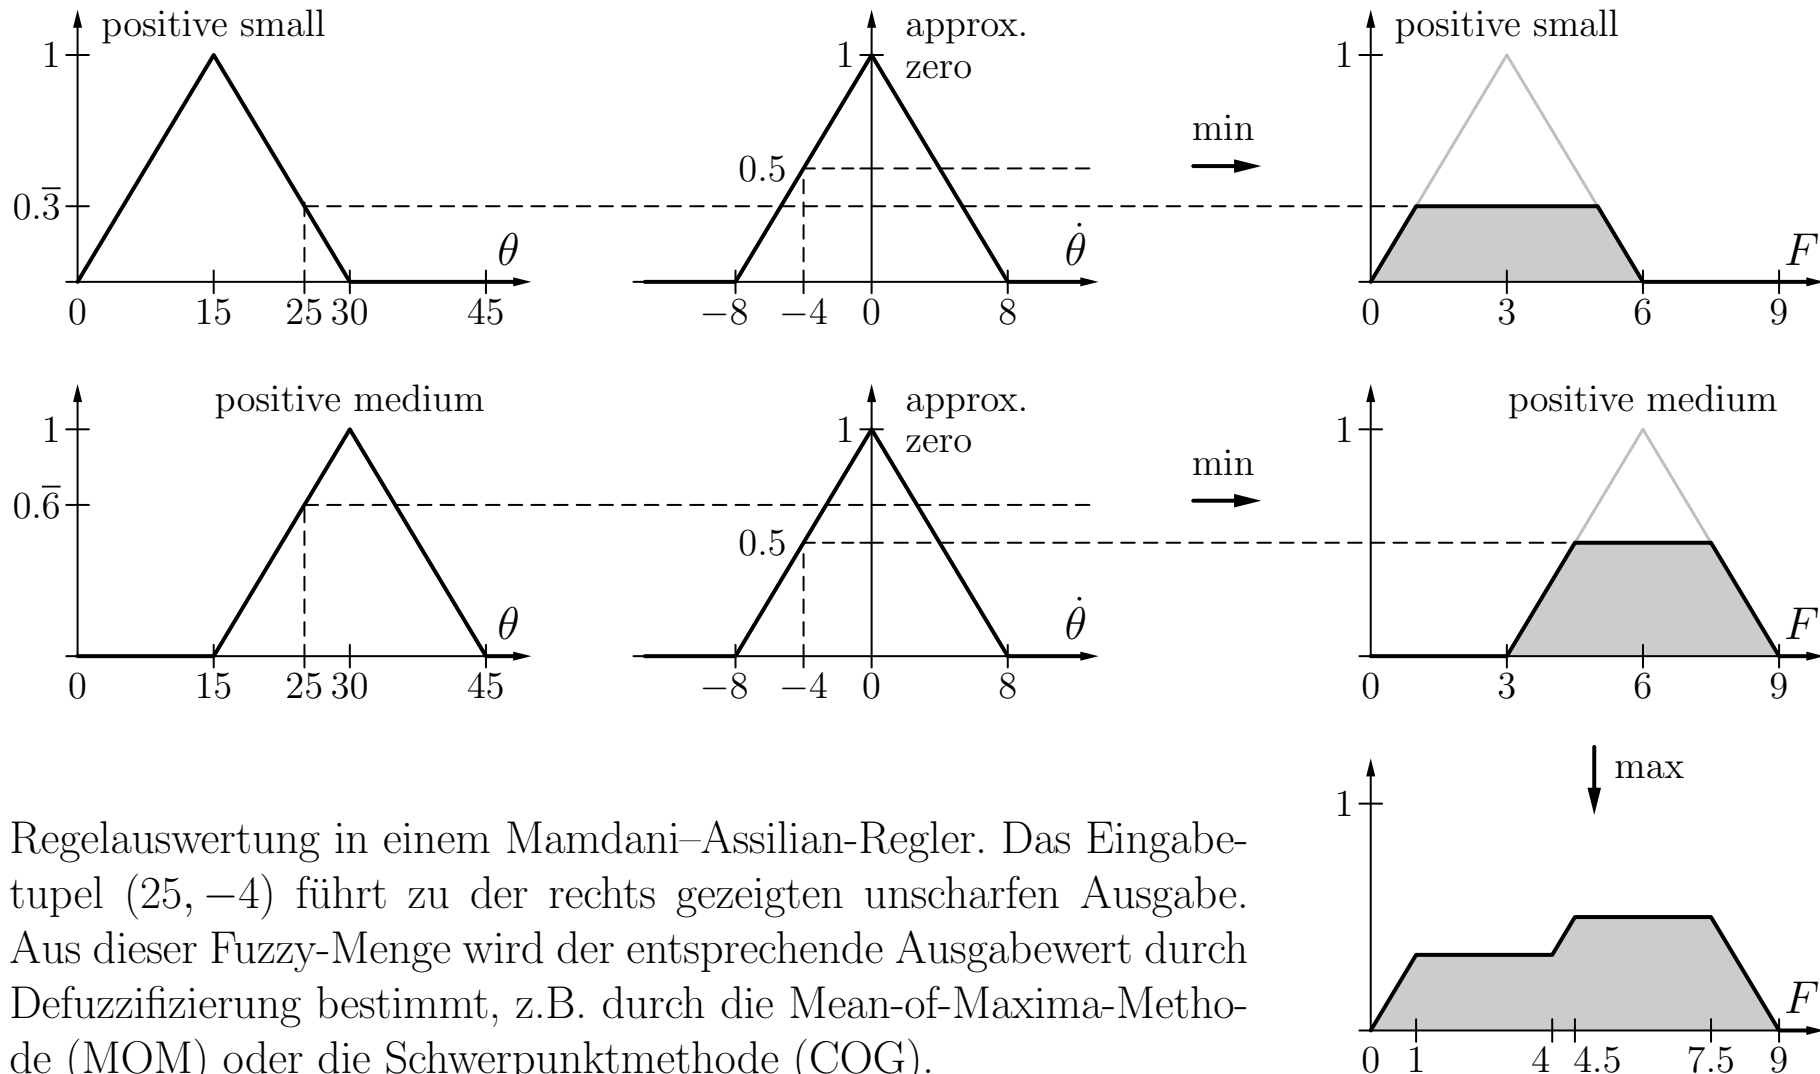 positive small
1
0.3̅
θ
0 15 25 30 45
approx.
zero
1
0.5
θ̇
−8 −4 0 8
min
positive small
1
F
0 3 6 9
positive medium
1
0.6̅
θ
0 15 25 30 45
approx.
zero
1
0.5
θ̇
−8 −4 0 8
min
positive medium
1
F
0 3 6 9
max
1
F
0 1 4 4.5 7.5 9
Regelauswertung in einem Mamdani–Assilian-Regler. Das Eingabe-
tupel (25, −4) führt zu der rechts gezeigten unscharfen Ausgabe.
Aus dieser Fuzzy-Menge wird der entsprechende Ausgabewert durch
Defuzzifizierung bestimmt, z.B. durch die Mean-of-Maxima-Metho-
de (MOM) oder die Schwerpunktmethode (COG).